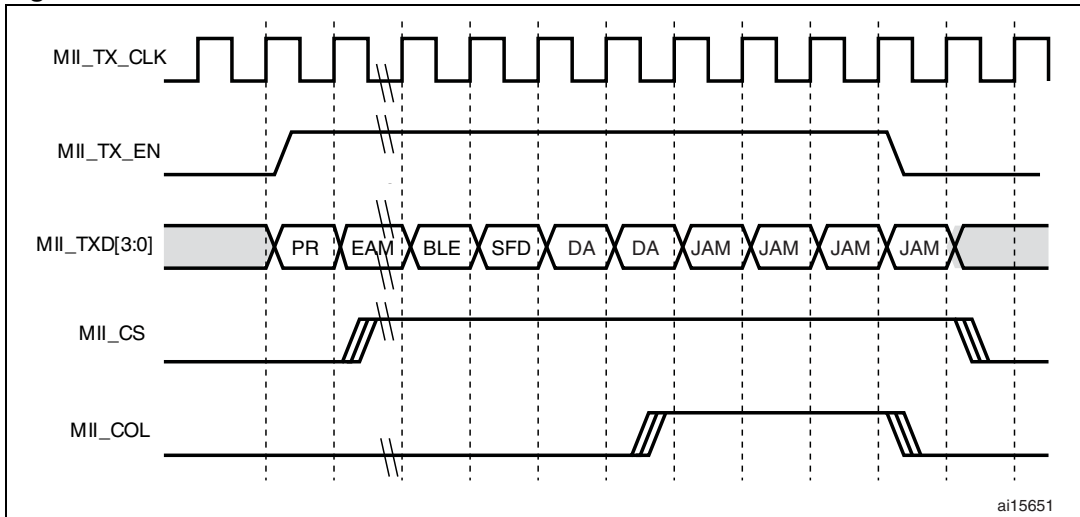 MII_TX_CLK
MII_TX_EN
MII_TXD[3:0] PR EAM BLE SFD DA DA JAM JAM JAM JAM
MII_CS
MII_COL
ai15651